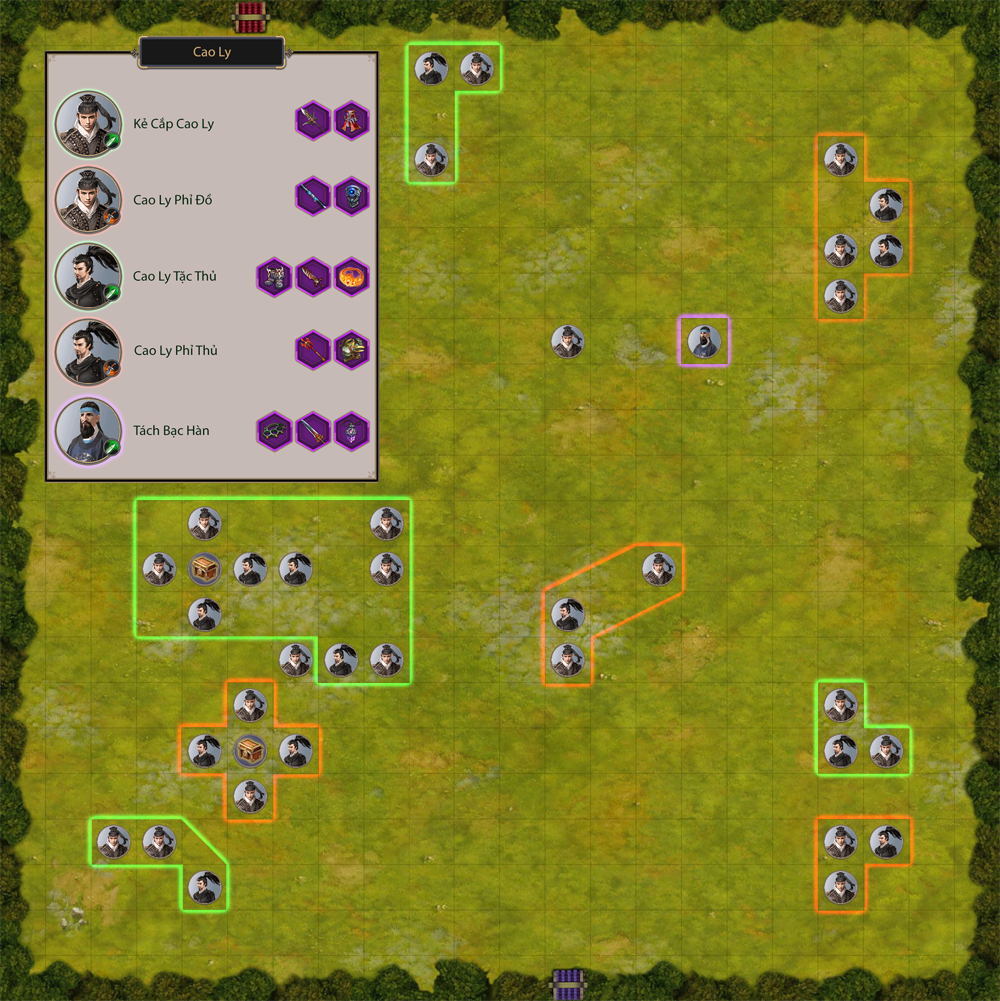 Cao Ly
Kẻ Cắp Cao Ly
Cao Ly Phỉ Đồ
Cao Ly Tặc Thủ
Cao Ly Phỉ Thủ
Tách Bạc Hàn